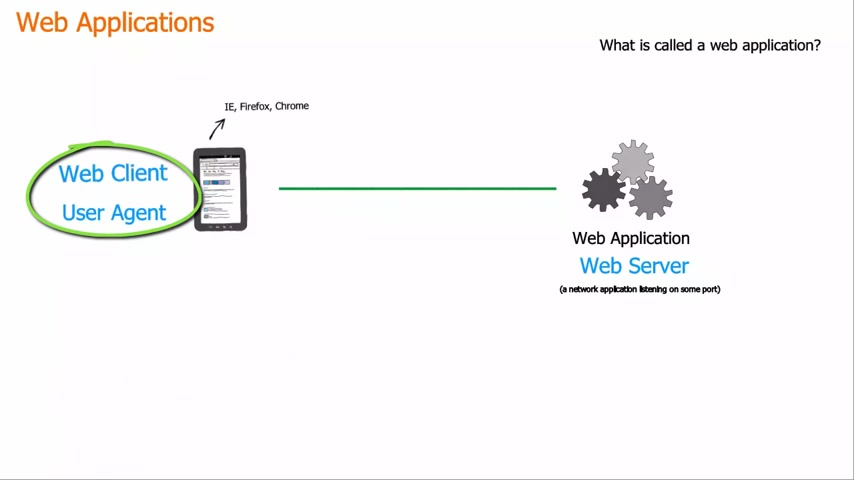 Web Applications
What is called a web application?
IE, Firefox, Chrome
Web Client
User Agent
Web Application
Web Server
(a network application listening on some port)